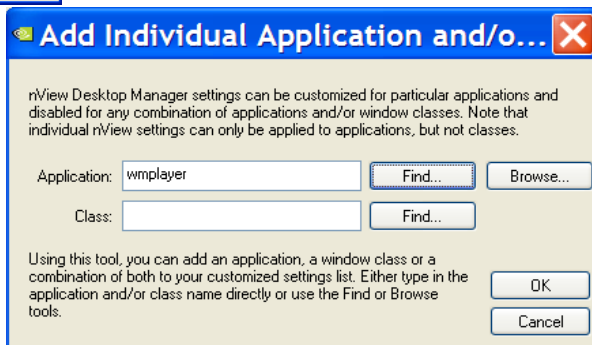 Add Individual Application and/o...
nView Desktop Manager settings can be customized for particular applications and
disabled for any combination of applications and/or window classes. Note that
individual nView settings can only be applied to applications, but not classes.
Application: wmplayer Find... Browse...
Class: Find...
Using this tool, you can add an application, a window class or a
combination of both to your customized settings list. Either type in the
application and/or class name directly or use the Find or Browse
tools.
OK
Cancel